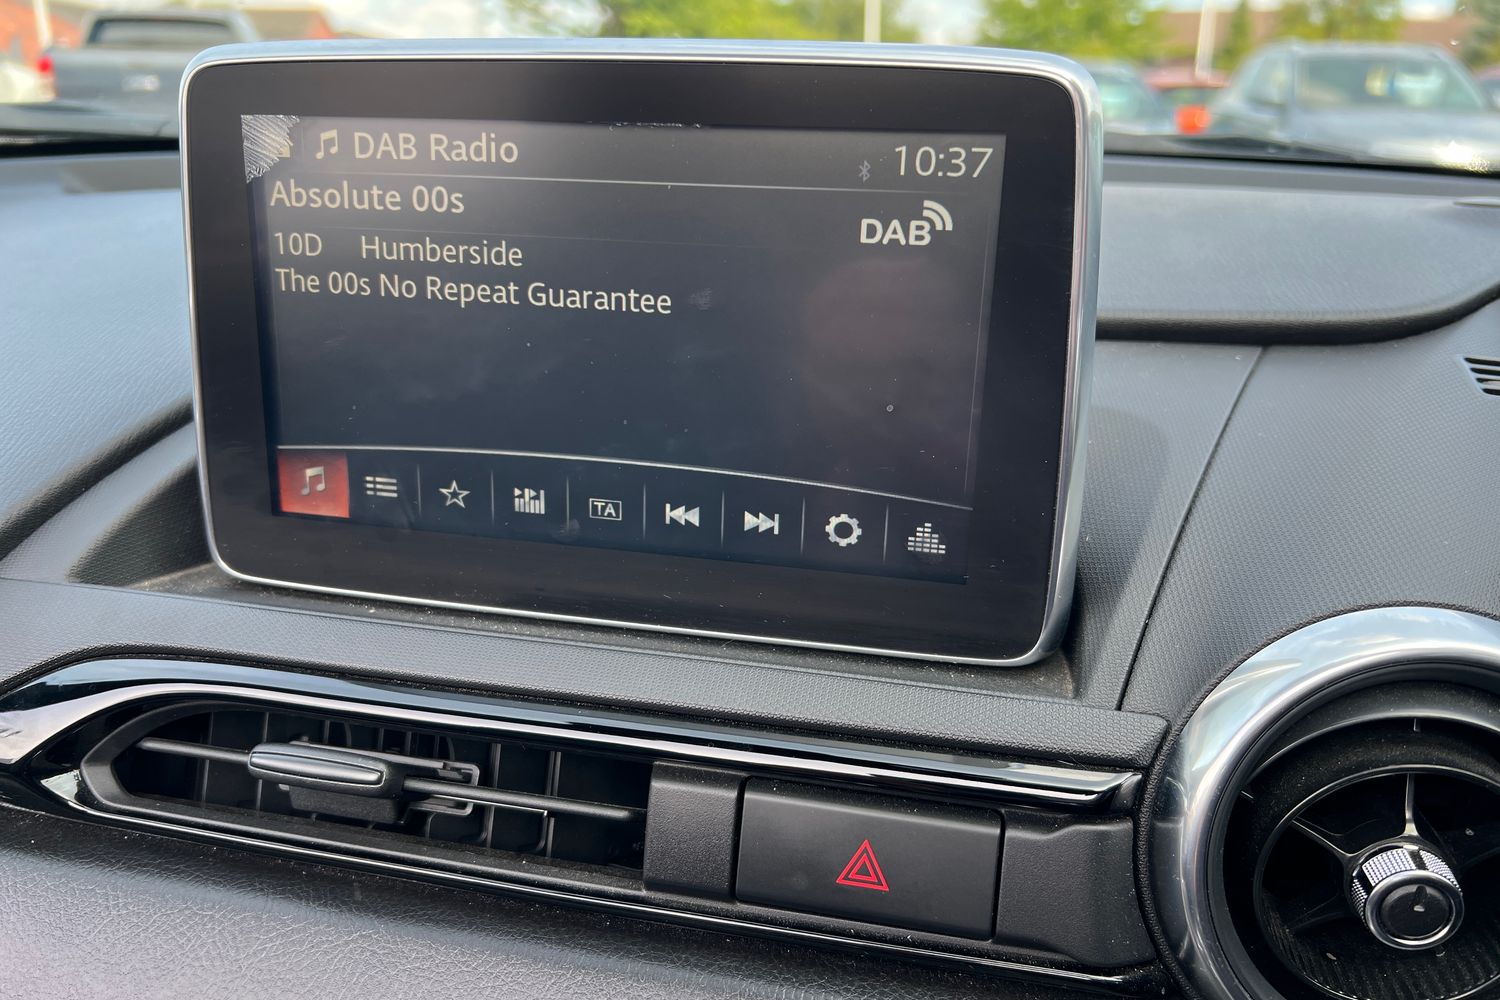 DAB Radio
10:37
Absolute 00s
DAB
10D Humberside
The 00s No Repeat Guarantee
TA